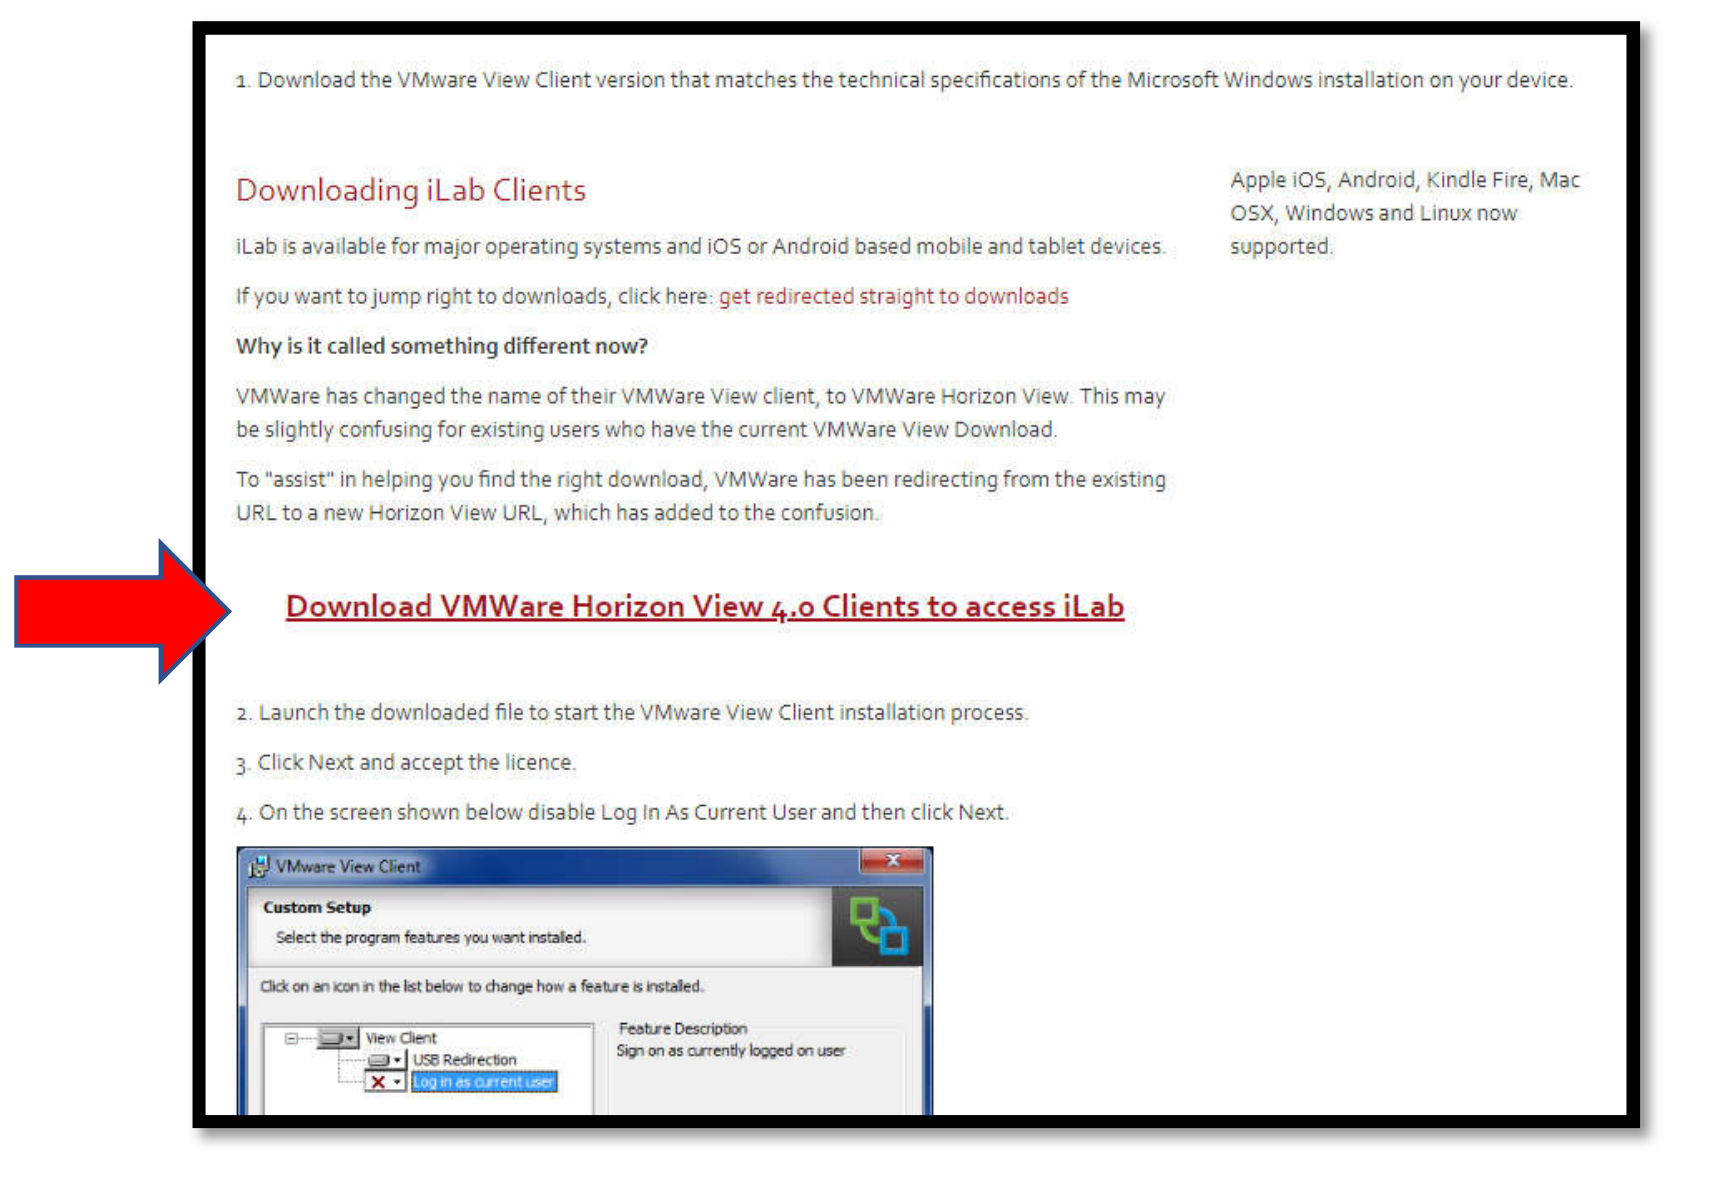 1. Download the VMware View Client version that matches the technical specifications of the Microsoft Windows installation on your device.
Downloading iLab Clients
iLab is available for major operating systems and iOS or Android based mobile and tablet devices.
If you want to jump right to downloads, click here: get redirected straight to downloads
Why is it called something different now?
VMWare has changed the name of their VMWare View client, to VMWare Horizon View. This may
be slightly confusing for existing users who have the current VMWare View Download.
To "assist" in helping you find the right download, VMWare has been redirecting from the existing
URL to a new Horizon View URL, which has added to the confusion.
Apple iOS, Android, Kindle Fire, Mac
OSX, Windows and Linux now
supported.
Download VMWare Horizon View 4.0 Clients to access iLab
2. Launch the downloaded file to start the VMware View Client installation process.
3. Click Next and accept the licence.
4. On the screen shown below disable Log In As Current User and then click Next.
VMware View Client
Custom Setup
Select the program features you want installed.
Click on an icon in the list below to change how a feature is installed.
View Client
USB Redirection
Log in as current user
Feature Description
Sign on as currently logged on user